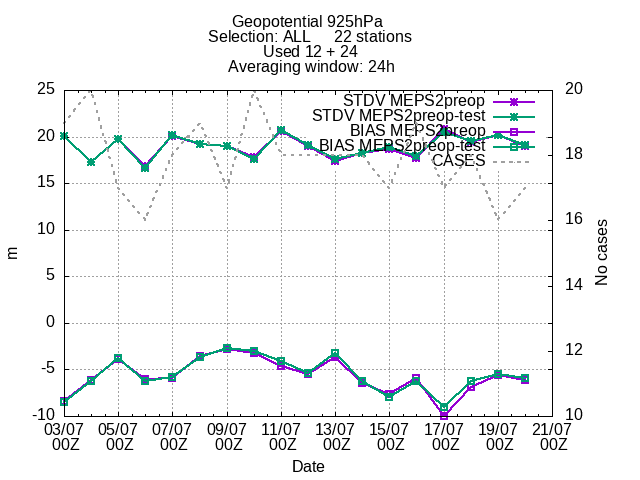 Geopotential 925hPa
Selection: ALL 22 stations
Used 12 + 24
Averaging window: 24h
STDV MEPS2preop
STDV MEPS2preop-test
BIAS MEPS2preop
BIAS MEPS2preop-test
CASES
m
25
20
15
10
5
0
-5
-10
No cases
20
18
16
14
12
10
03/07 05/07 07/07 09/07 11/07 13/07 15/07 17/07 19/07 21/07
00Z 00Z 00Z 00Z 00Z 00Z 00Z 00Z 00Z 00Z
Date